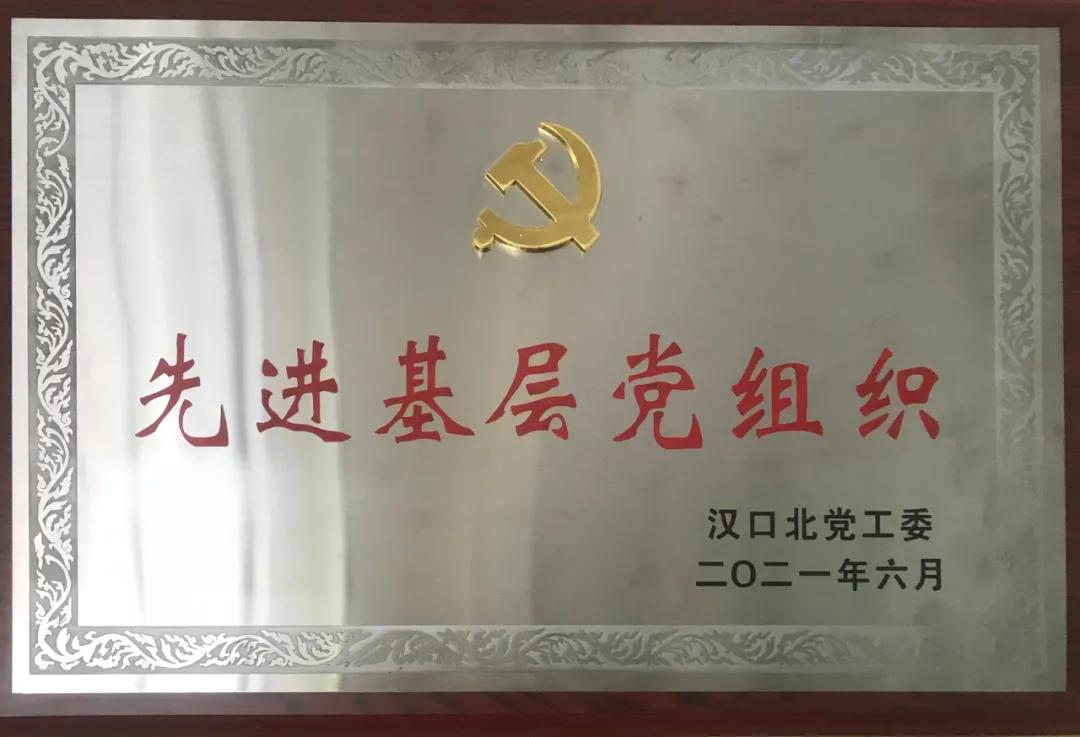 先进基层党组织
汉口北党工委
二〇二一年六月